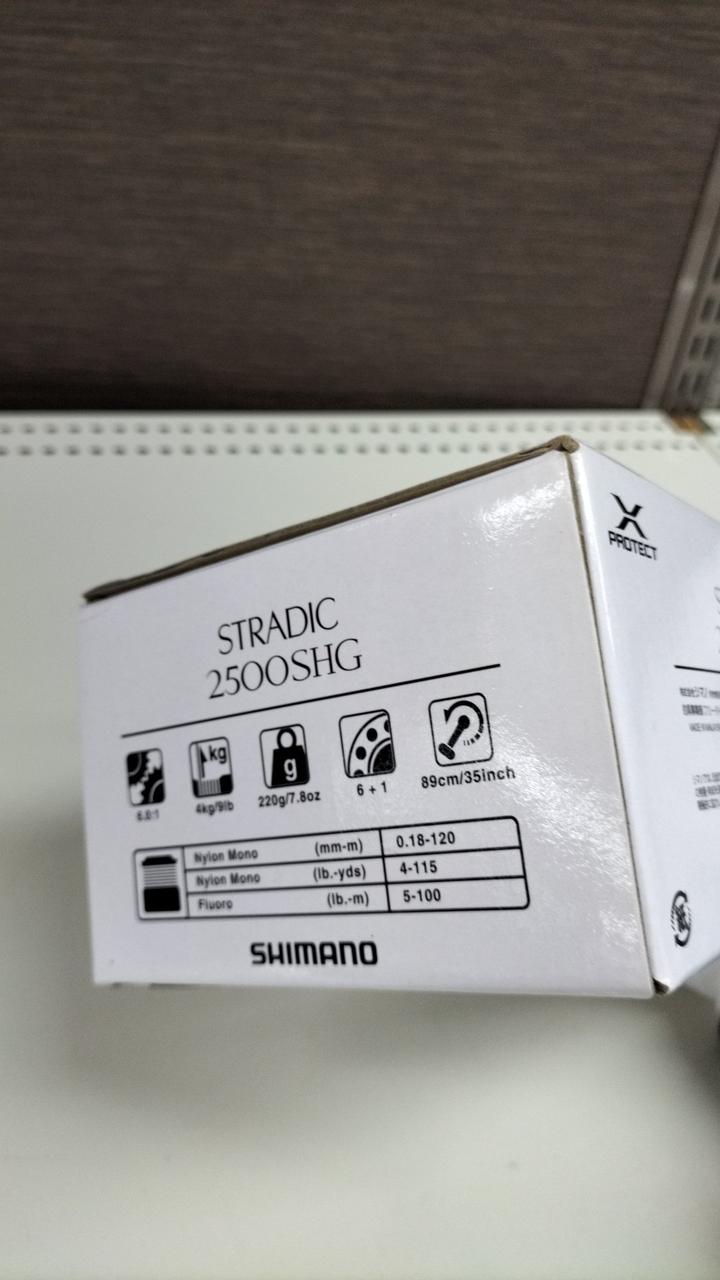 STRADIC
2500SHG
kg
g
6.0:1
4kg/9lb
220g/7.8oz
6 + 1
89cm/35inch
Nylon Mono (mm-m) 0.18-120
Nylon Mono (lb.-yds) 4-115
Fluoro (lb.-m) 5-100
SHIMANO
X
PROTECT